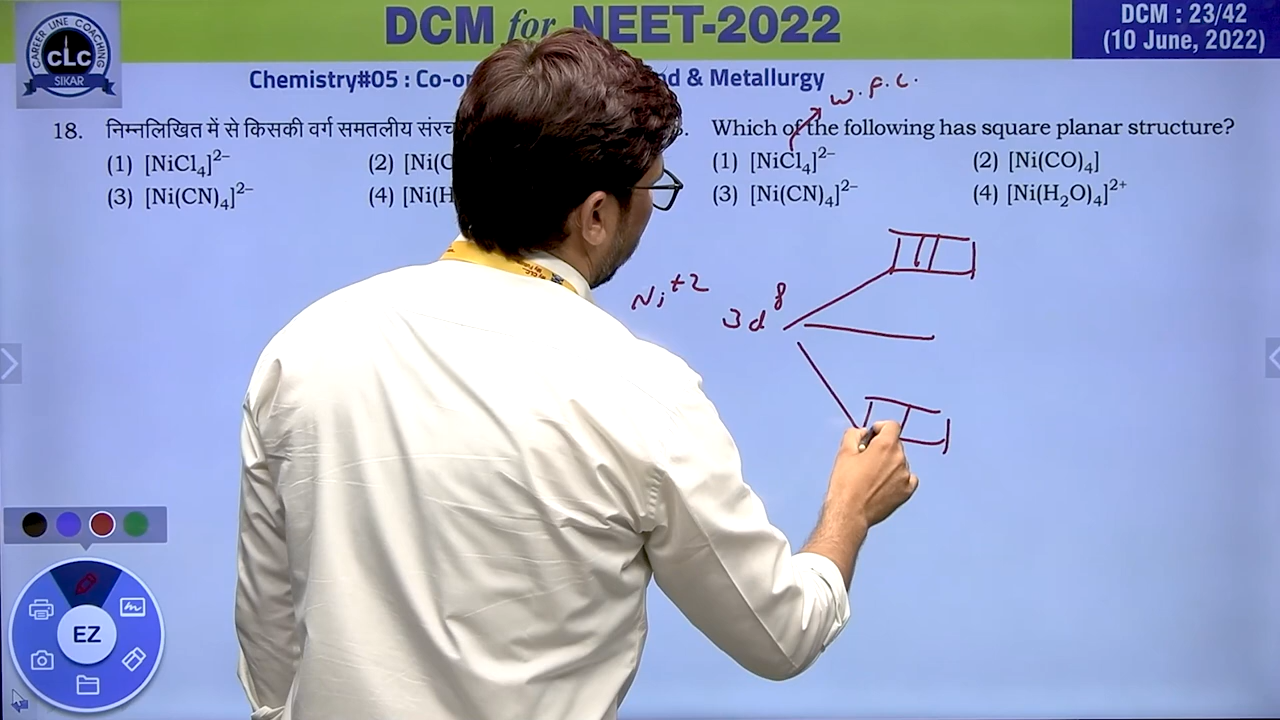 DCM for NEET-2022
DCM : 23/42
(10 June, 2022)
CAREER LINE COACHING
CLC
SIKAR
Chemistry#05 : Co-o & Metallurgy
W.F.L.
18. निम्नलिखित में से किसकी वर्ग समतलीय संरच
(1) [NiCl₄]²⁻ (2) [Ni(C
(3) [Ni(CN)₄]²⁻ (4) [Ni(H
. Which of the following has square planar structure?
(1) [NiCl₄]²⁻ (2) [Ni(CO)₄]
(3) [Ni(CN)₄]²⁻ (4) [Ni(H₂O)₄]²⁺
Ni⁺² 3d⁸
EZ